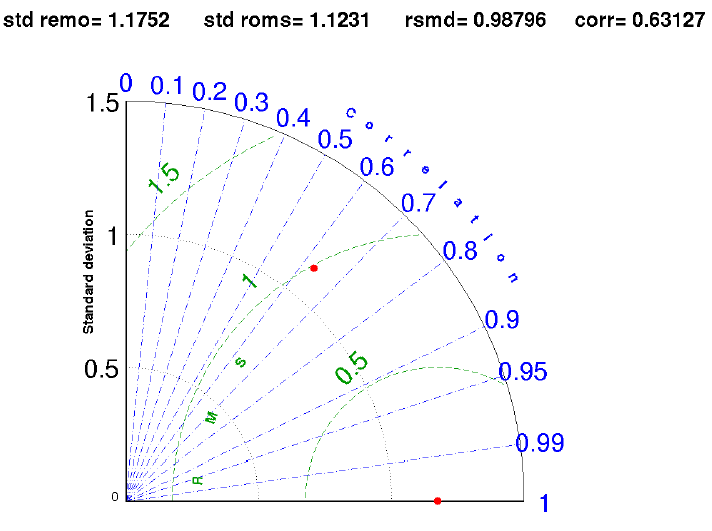 std remo= 1.1752 std roms= 1.1231 rsmd= 0.98796 corr= 0.63127
0 0.1 0.2 0.3 0.4 0.5 0.6 0.7 0.8 0.9 0.95 0.99 1
Correlation
1.5
1
0.5
0
Standard deviation
1.5
1
0.5
R M S